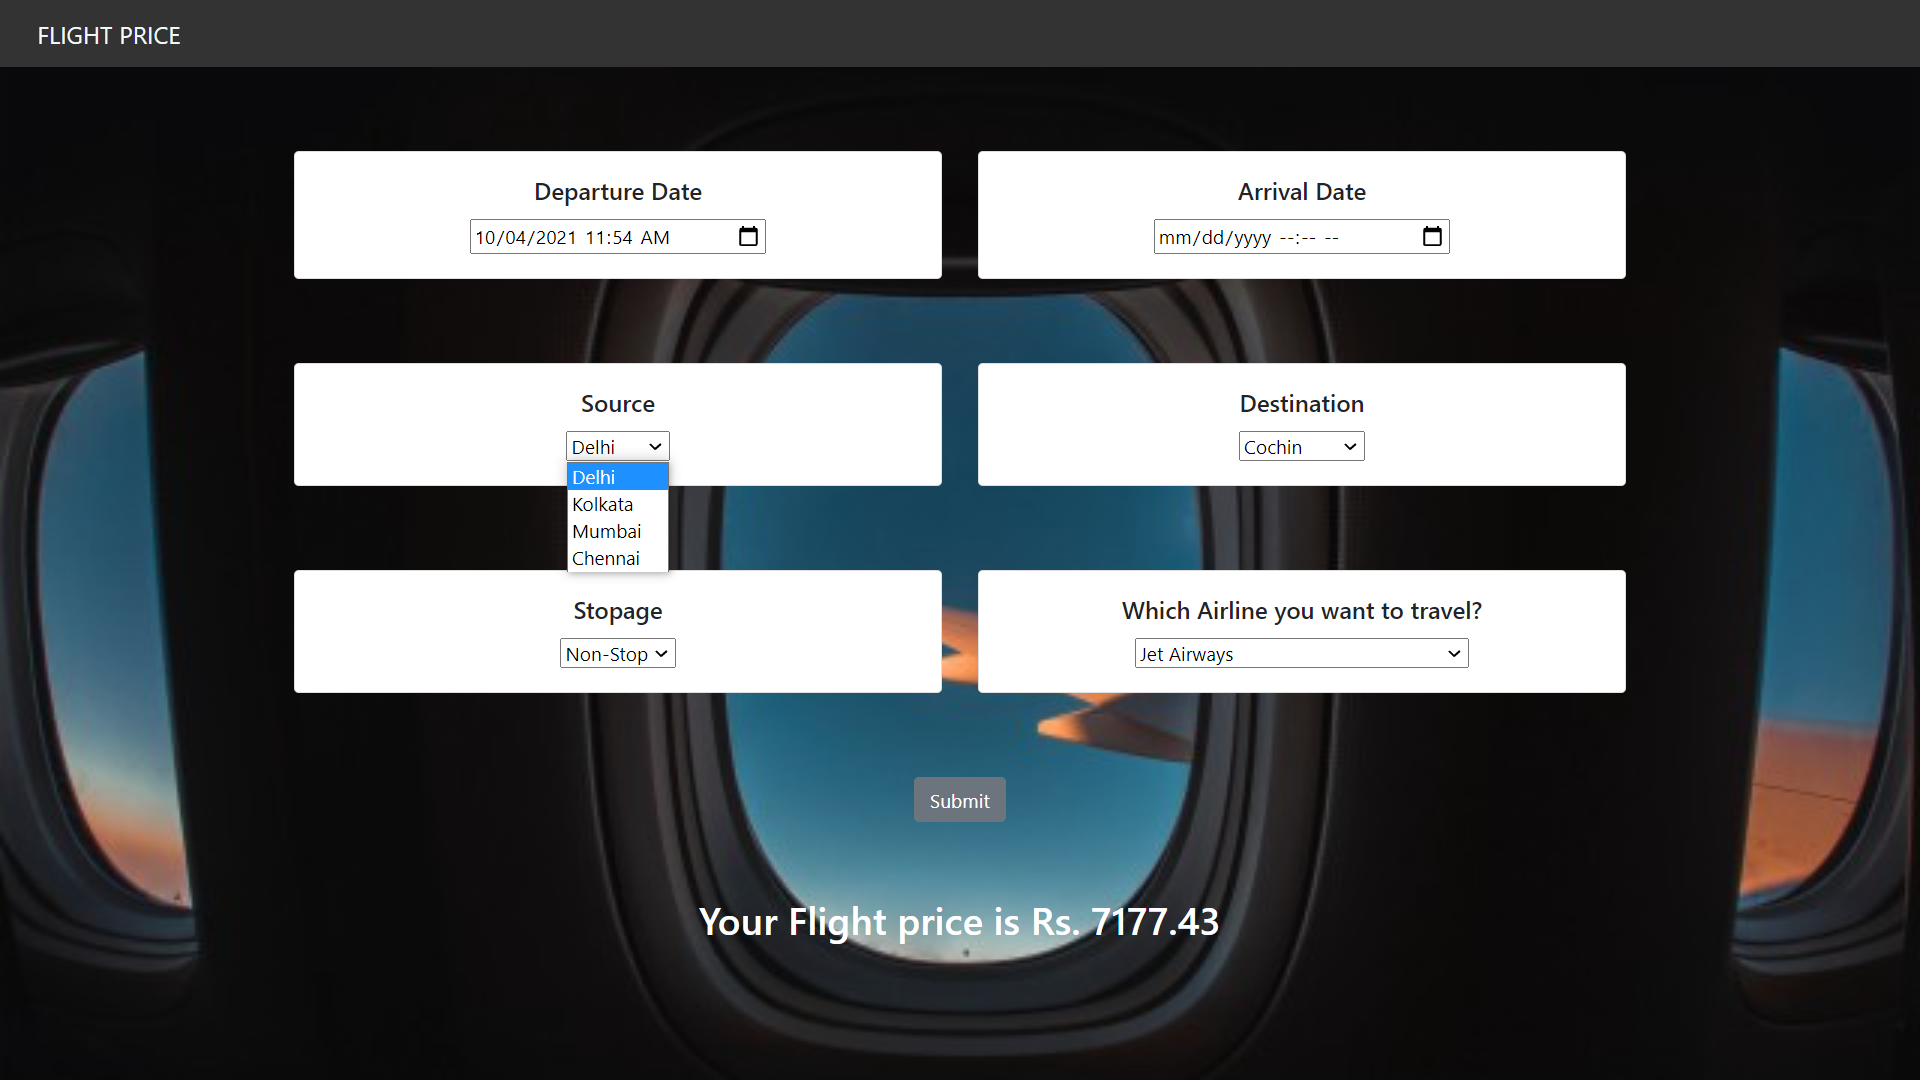 FLIGHT PRICE
Departure Date
10/04/2021 11:54 AM
Arrival Date
mm/dd/yyyy --:-- --
Source
Delhi
Delhi
Kolkata
Mumbai
Chennai
Destination
Cochin
Stopage
Non-Stop
Which Airline you want to travel?
Jet Airways
Submit
Your Flight price is Rs. 7177.43